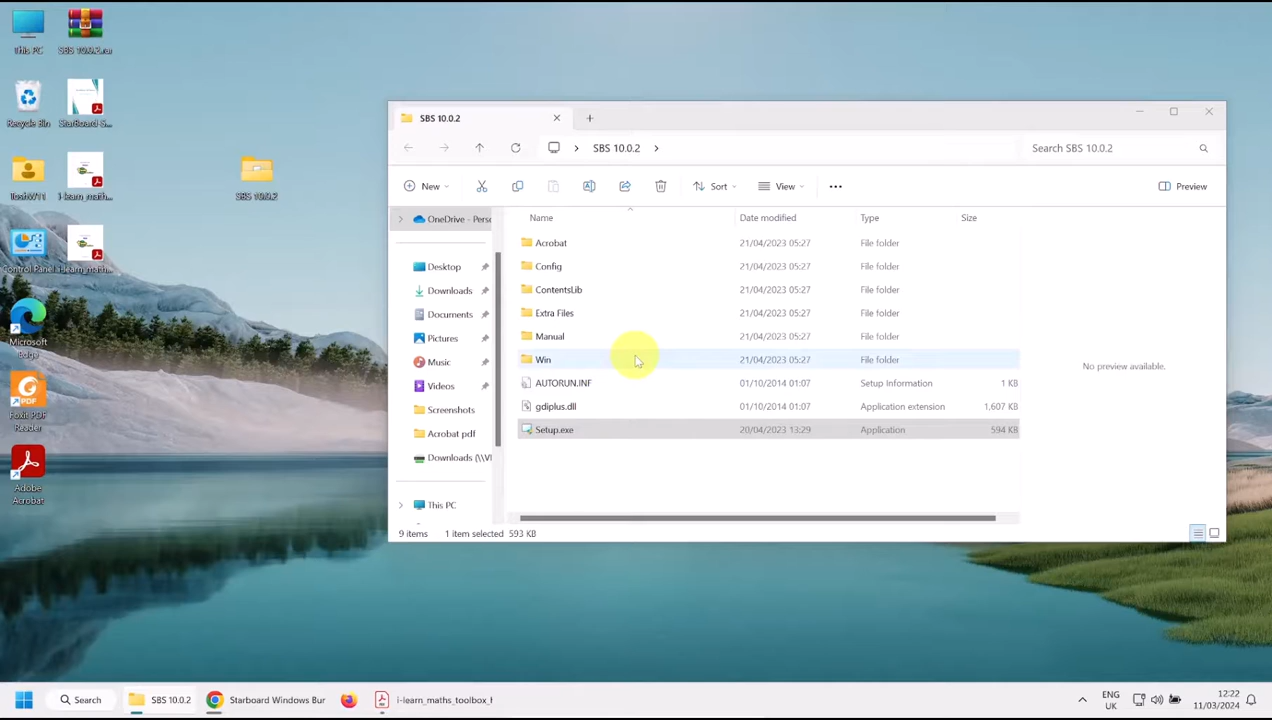 This PC
SBS 10.0.2.rar
Recycle Bin
StarBoard-S...
ToshW11
i-learn_math...
SBS 10.0.2
Control Panel
i-learn_math...
Microsoft
Edge
Foxit PDF
Reader
Adobe
Acrobat
SBS 10.0.2
SBS 10.0.2
Search SBS 10.0.2
New
Sort
View
Preview
OneDrive - Perso
Desktop
Downloads
Documents
Pictures
Music
Videos
Screenshots
Acrobat pdf
Downloads (\\VI
This PC
Name Date modified Type Size
Acrobat 21/04/2023 05:27 File folder
Config 21/04/2023 05:27 File folder
ContentsLib 21/04/2023 05:27 File folder
Extra Files 21/04/2023 05:27 File folder
Manual 21/04/2023 05:27 File folder
Win 21/04/2023 05:27 File folder
AUTORUN.INF 01/10/2014 01:07 Setup Information 1 KB
gdiplus.dll 01/10/2014 01:07 Application extension 1,607 KB
Setup.exe 20/04/2023 13:29 Application 594 KB
No preview available.
9 items 1 item selected 593 KB
Search
SBS 10.0.2
Starboard Windows Bur
i-learn_maths_toolbox_h
ENG
UK
12:22
11/03/2024